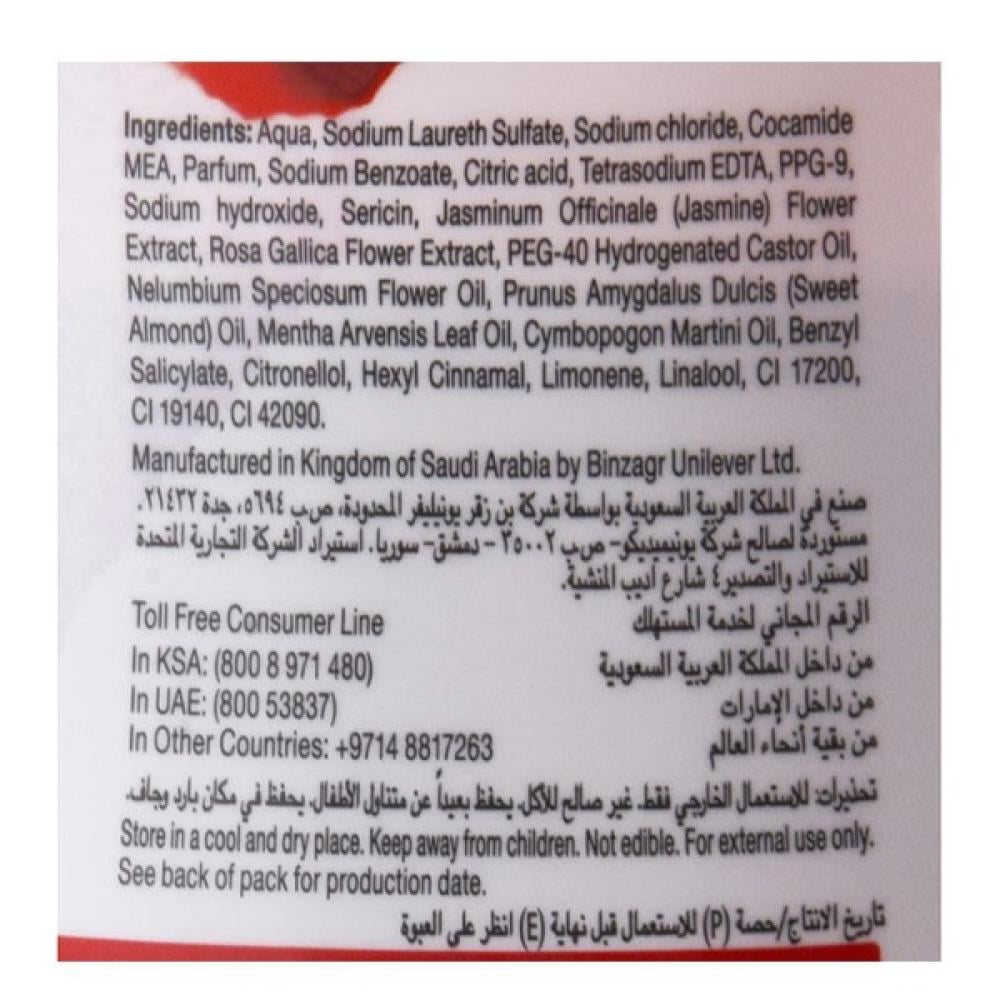 Ingredients: Aqua, Sodium Laureth Sulfate, Sodium chloride, Cocamide
MEA, Parfum, Sodium Benzoate, Citric acid, Tetrasodium EDTA, PPG-9,
Sodium hydroxide, Sericin, Jasminum Officinale (Jasmine) Flower
Extract, Rosa Gallica Flower Extract, PEG-40 Hydrogenated Castor Oil,
Nelumbium Speciosum Flower Oil, Prunus Amygdalus Dulcis (Sweet
Almond) Oil, Mentha Arvensis Leaf Oil, Cymbopogon Martini Oil, Benzyl
Salicylate, Citronellol, Hexyl Cinnamal, Limonene, Linalool, CI 17200,
CI 19140, CI 42090.
Manufactured in Kingdom of Saudi Arabia by Binzagr Unilever Ltd.
صنع في المملكة العربية السعودية بواسطة شركة بن زقر يونيليفر المحدودة، ص.ب ٥٦٩٤، جدة ٢١٤٣٢.
مستوردة لصالح شركة يونيميديكو- ص.ب ٣٥٠٠٢ - دمشق- سوريا. استيراد الشركة التجارية المتحدة
للاستيراد والتصدير٤ شارع أديب المنشية.
Toll Free Consumer Line الرقم المجاني لخدمة المستهلك
In KSA: (800 8 971 480) من داخل المملكة العربية السعودية
In UAE: (800 53837) من داخل الإمارات
In Other Countries: +9714 8817263 من بقية أنحاء العالم
تحذيرات: للاستعمال الخارجي فقط. غير صالح للأكل. يحفظ بعيداً عن متناول الأطفال. يحفظ في مكان بارد وجاف.
Store in a cool and dry place. Keep away from children. Not edible. For external use only.
See back of pack for production date.
تاريخ الانتاج/حصة (P) للاستعمال قبل نهاية (E) انظر على العبوة